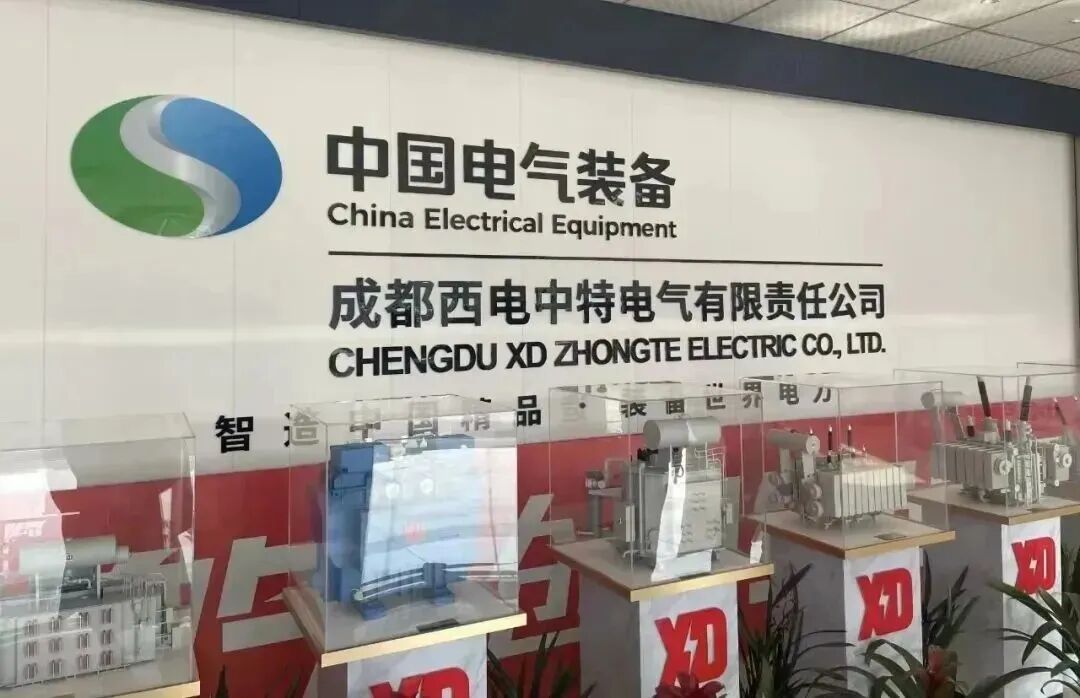 中国电气装备
China Electrical Equipment
成都西电中特电气有限责任公司
CHENGDU XD ZHONGTE ELECTRIC CO., LTD.
智造中国精品 装备世界电力
XD
XD
XD
XD